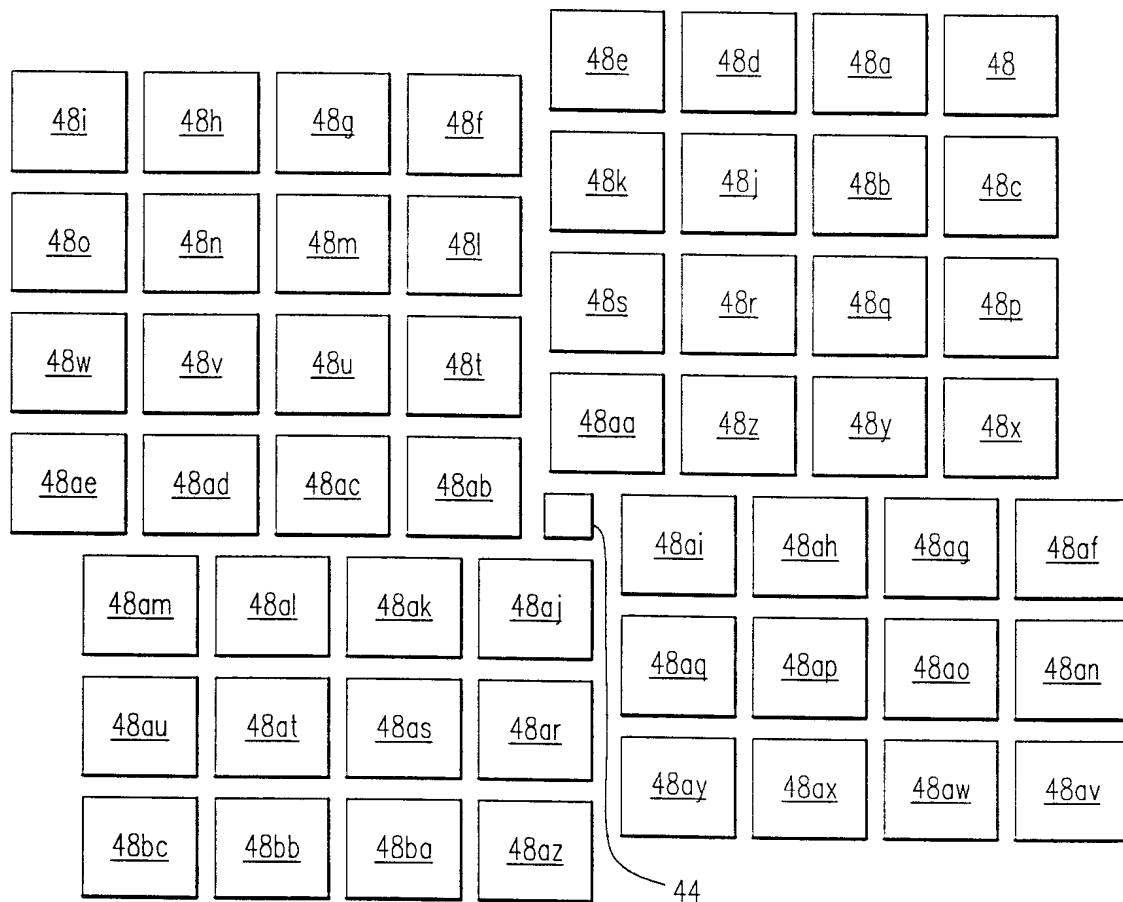 48e 48d 48a 48
48i 48h 48g 48f
48k 48j 48b 48c
48o 48n 48m 48l
48s 48r 48q 48p
48w 48v 48u 48t
48aa 48z 48y 48x
48ae 48ad 48ac 48ab
48ai 48ah 48ag 48af
48am 48al 48ak 48aj
48aq 48ap 48ao 48an
48au 48at 48as 48ar
48ay 48ax 48aw 48av
48bc 48bb 48ba 48az
44